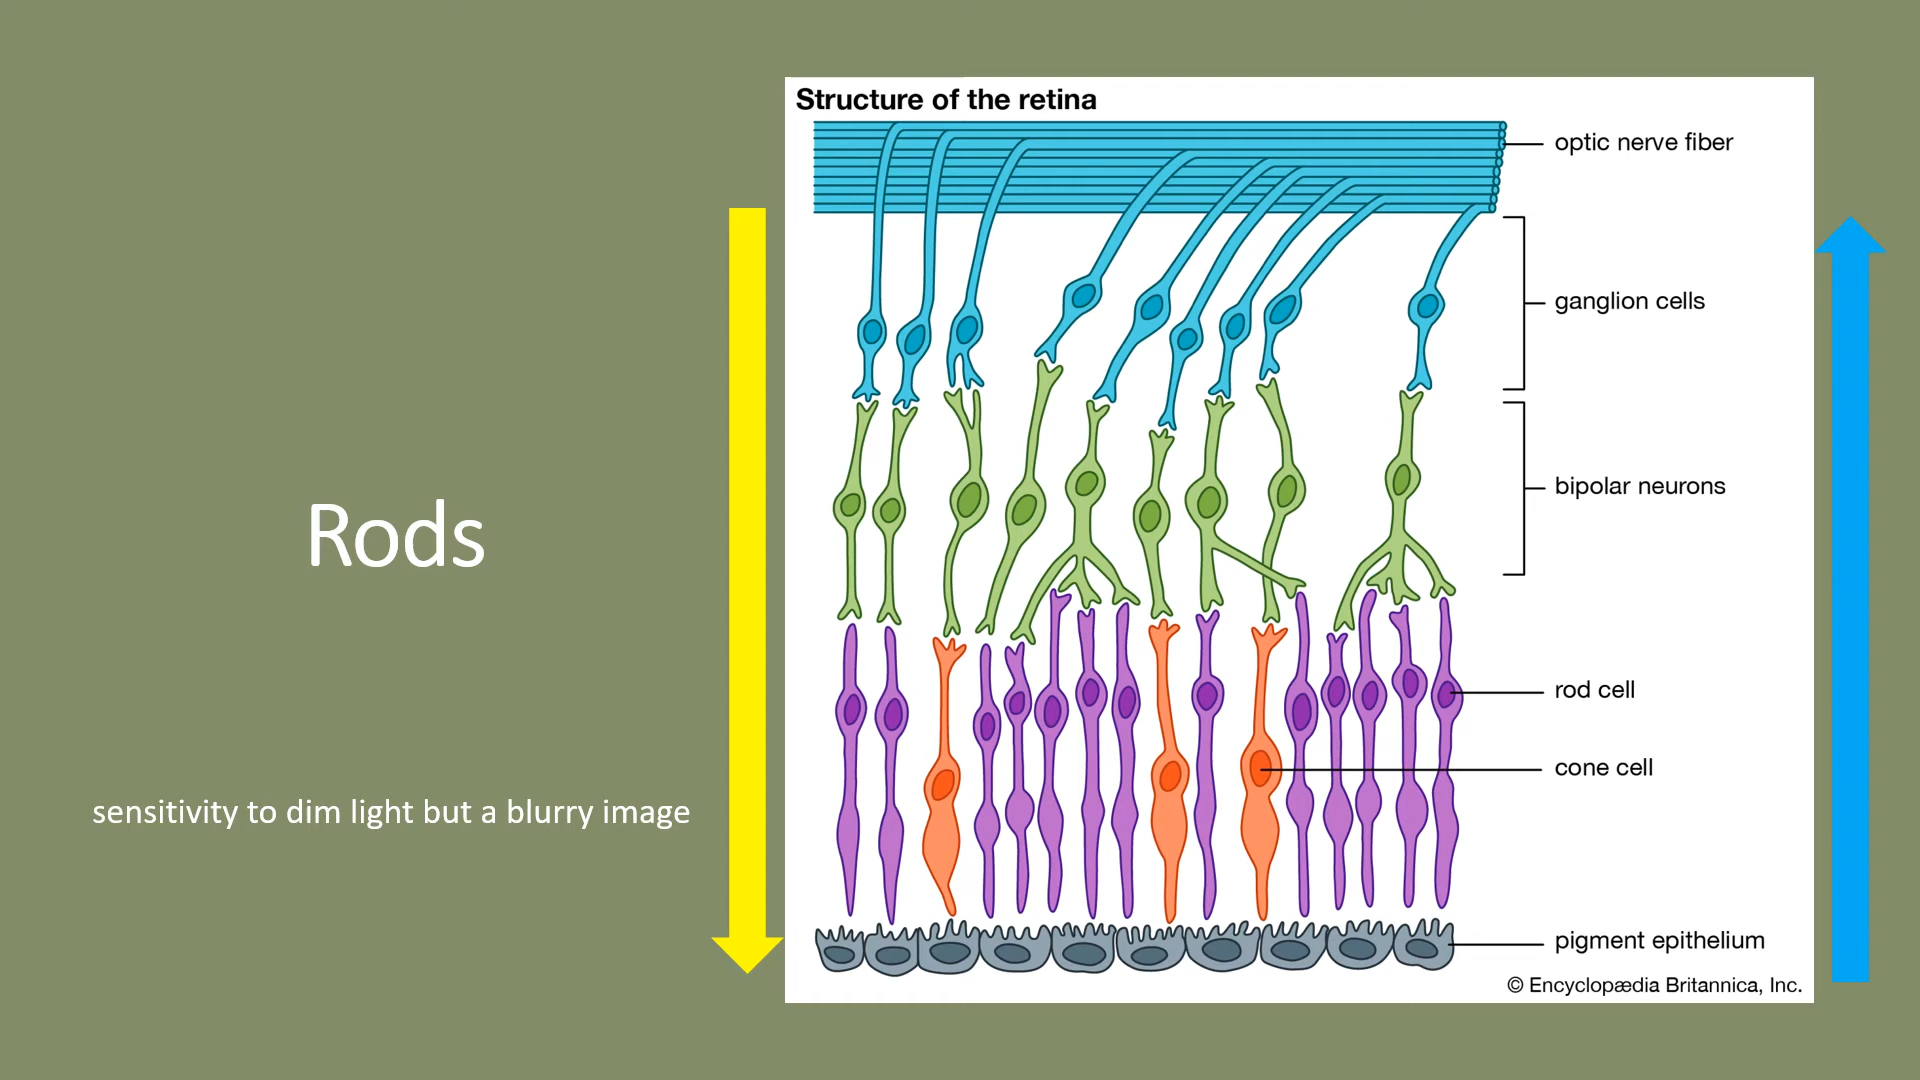 Rods
sensitivity to dim light but a blurry image
Structure of the retina
optic nerve fiber
ganglion cells
bipolar neurons
rod cell
cone cell
pigment epithelium
© Encyclopædia Britannica, Inc.